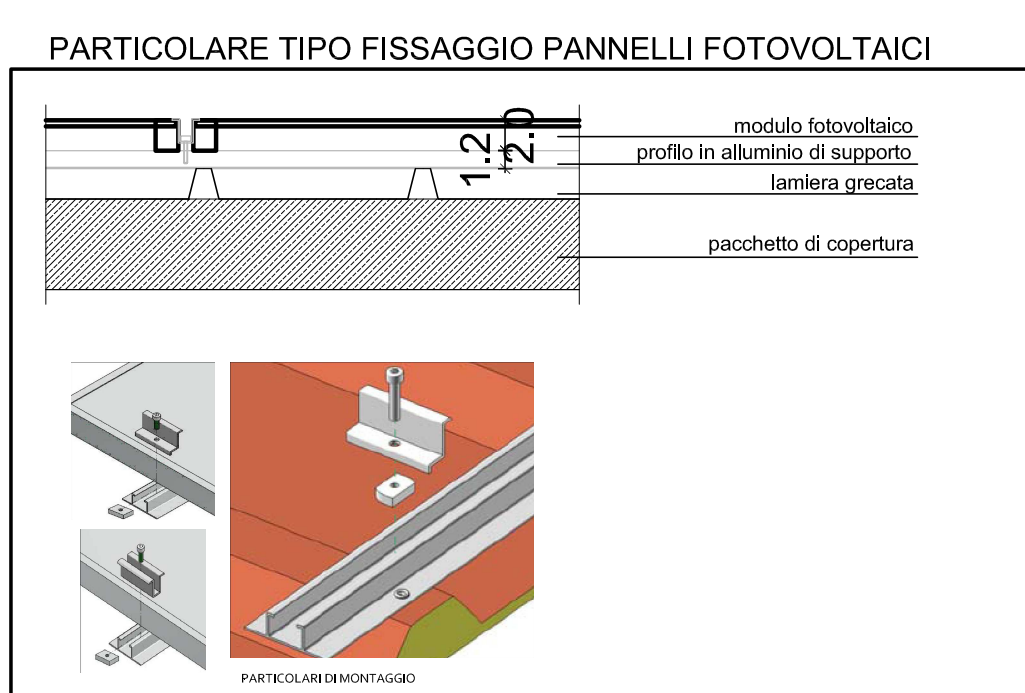 PARTICOLARE TIPO FISSAGGIO PANNELLI FOTOVOLTAICI
1.2
2.0
modulo fotovoltaico
profilo in alluminio di supporto
lamiera grecata
pacchetto di copertura
PARTICOLARI DI MONTAGGIO